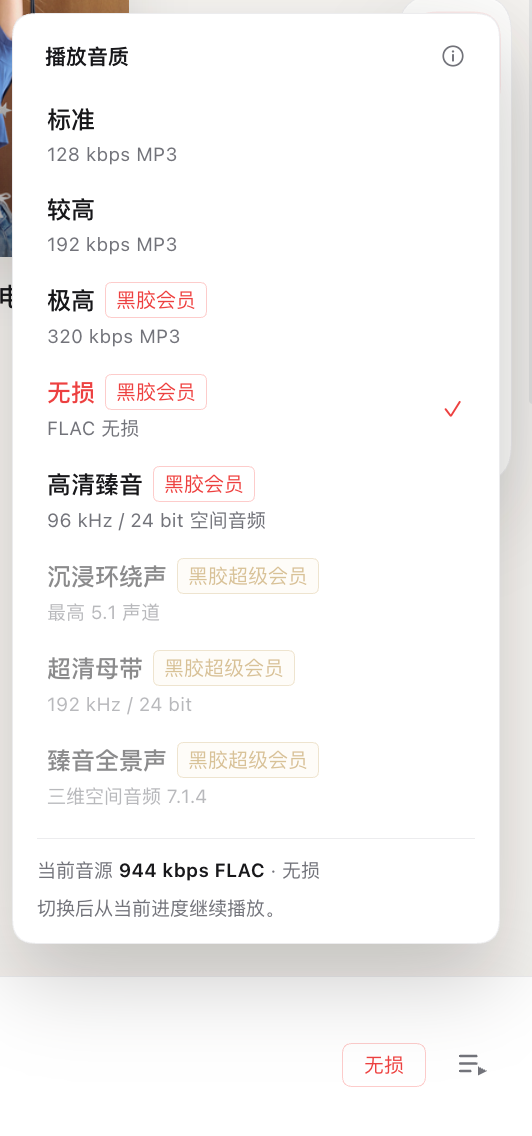 播放音质
标准
128 kbps MP3
较高
192 kbps MP3
极高 黑胶会员
320 kbps MP3
无损 黑胶会员
FLAC 无损
高清臻音 黑胶会员
96 kHz / 24 bit 空间音频
沉浸环绕声 黑胶超级会员
最高 5.1 声道
超清母带 黑胶超级会员
192 kHz / 24 bit
臻音全景声 黑胶超级会员
三维空间音频 7.1.4
当前音源 944 kbps FLAC · 无损
切换后从当前进度继续播放。
无损